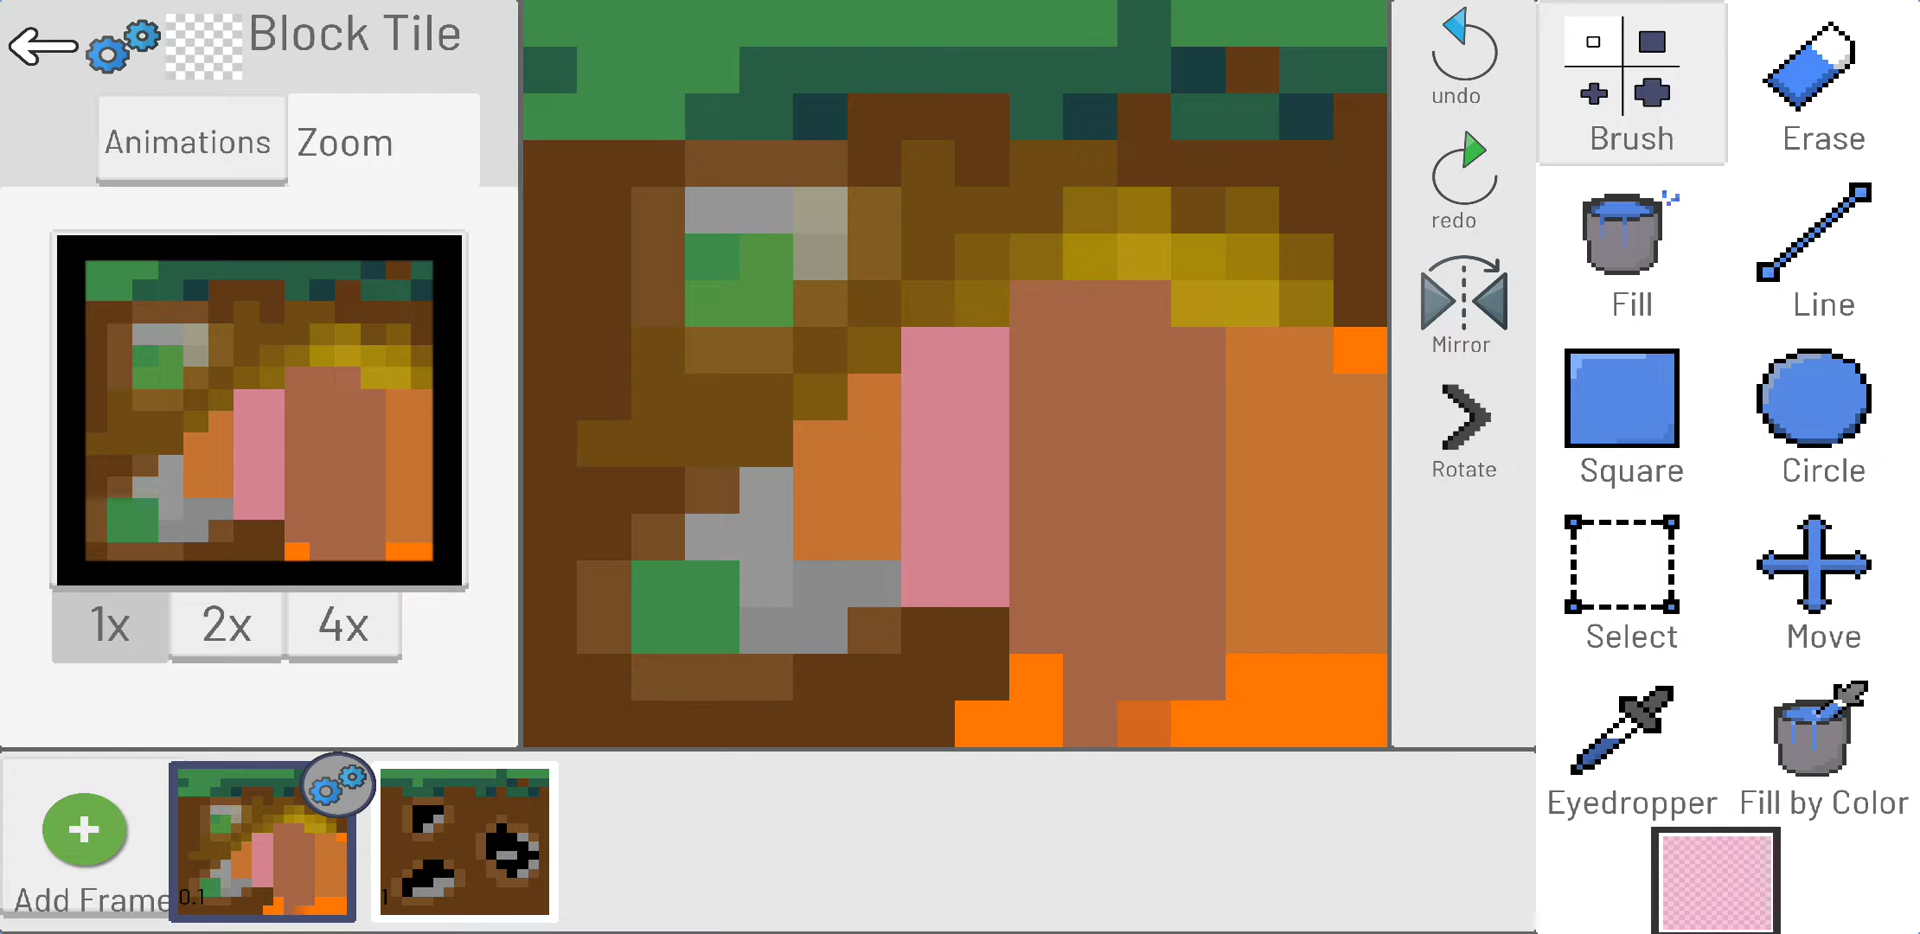 Block Tile
Animations
Zoom
1x
2x
4x
undo
redo
Mirror
Rotate
Brush
Erase
Fill
Line
Square
Circle
Select
Move
Eyedropper
Fill by Color
Add Frame
0.1
1